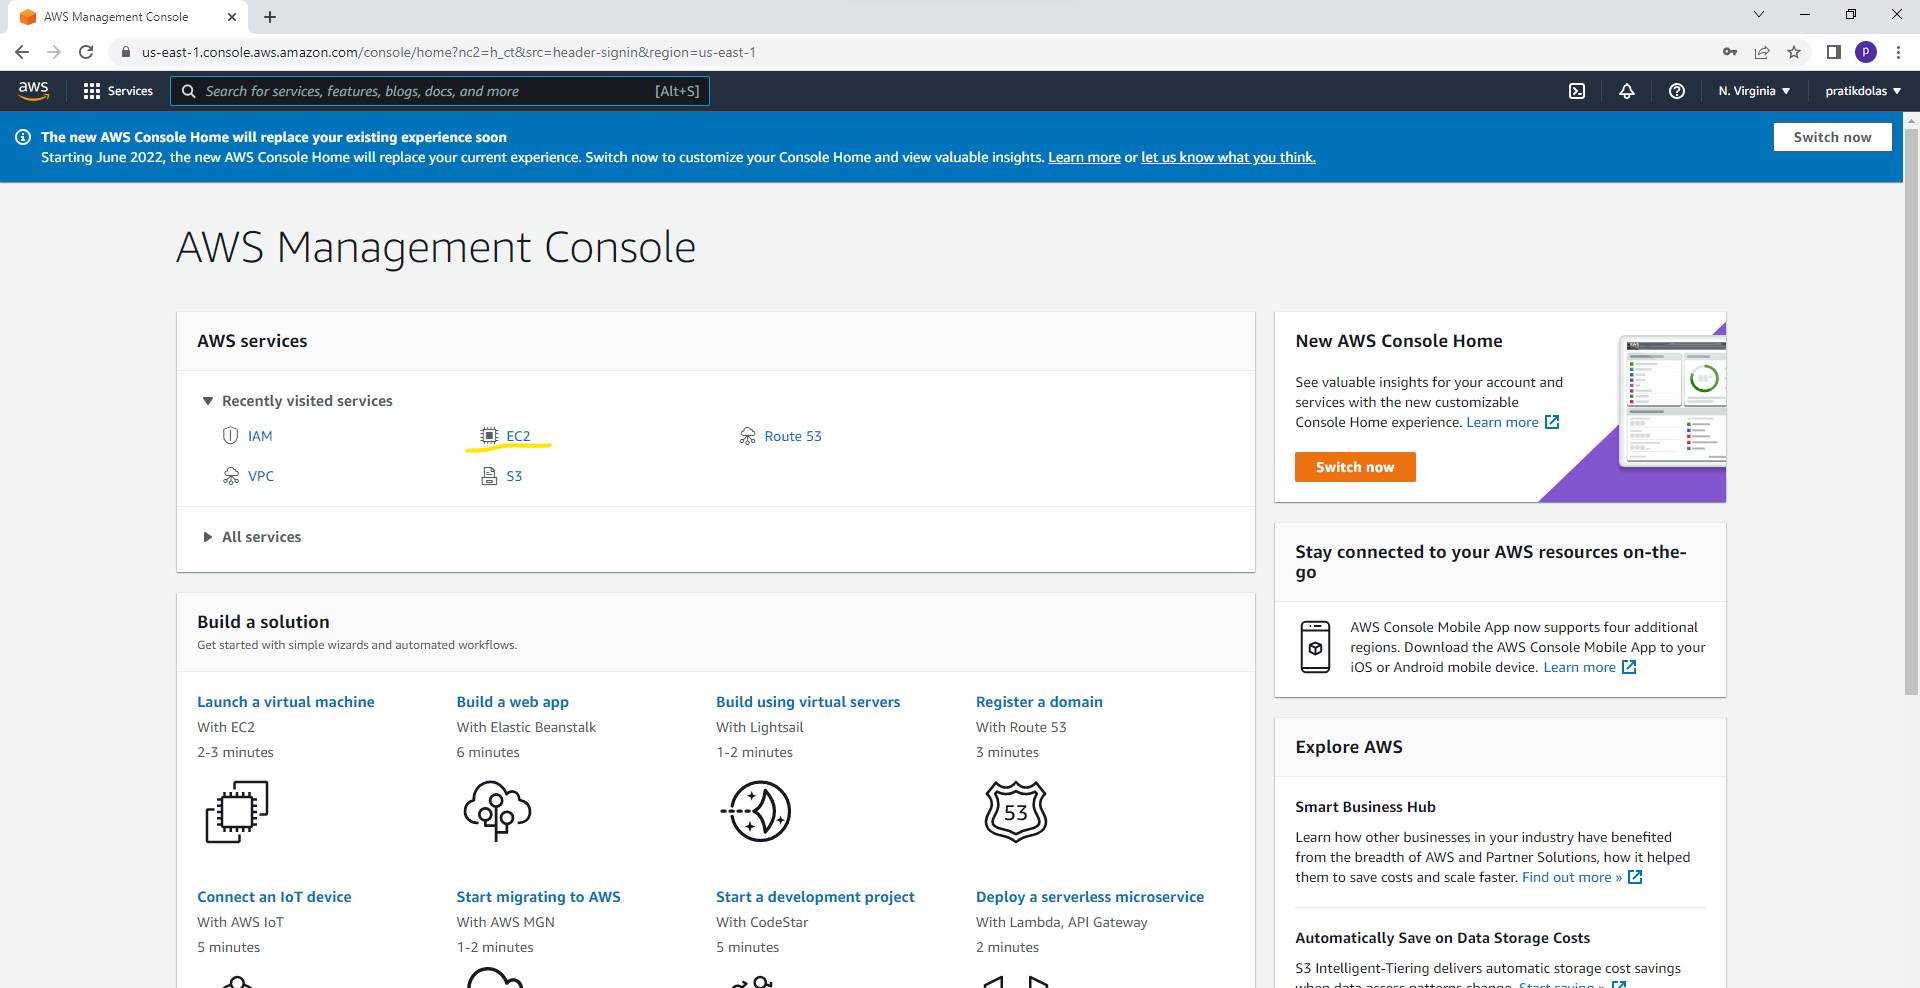 AWS Management Console
us-east-1.console.aws.amazon.com/console/home?nc2=h_ct&src=header-signin&region=us-east-1
P
aws
Services
Search for services, features, blogs, docs, and more
[Alt+S]
N. Virginia
pratikdolas
The new AWS Console Home will replace your existing experience soon
Starting June 2022, the new AWS Console Home will replace your current experience. Switch now to customize your Console Home and view valuable insights. Learn more or let us know what you think.
Switch now
AWS Management Console
AWS services
Recently visited services
IAM
EC2
Route 53
VPC
S3
All services
Build a solution
Get started with simple wizards and automated workflows.
Launch a virtual machine
With EC2
2-3 minutes
Build a web app
With Elastic Beanstalk
6 minutes
Build using virtual servers
With Lightsail
1-2 minutes
Register a domain
With Route 53
3 minutes
53
Connect an IoT device
With AWS IoT
5 minutes
Start migrating to AWS
With AWS MGN
1-2 minutes
Start a development project
With CodeStar
5 minutes
Deploy a serverless microservice
With Lambda, API Gateway
2 minutes
New AWS Console Home
See valuable insights for your account and
services with the new customizable
Console Home experience. Learn more
Switch now
Stay connected to your AWS resources on-the-
go
AWS Console Mobile App now supports four additional
regions. Download the AWS Console Mobile App to your
iOS or Android mobile device. Learn more
Explore AWS
Smart Business Hub
Learn how other businesses in your industry have benefited
from the breadth of AWS and Partner Solutions, how it helped
them to save costs and scale faster. Find out more »
Automatically Save on Data Storage Costs
S3 Intelligent-Tiering delivers automatic storage cost savings
when data access patterns change. Start saving »